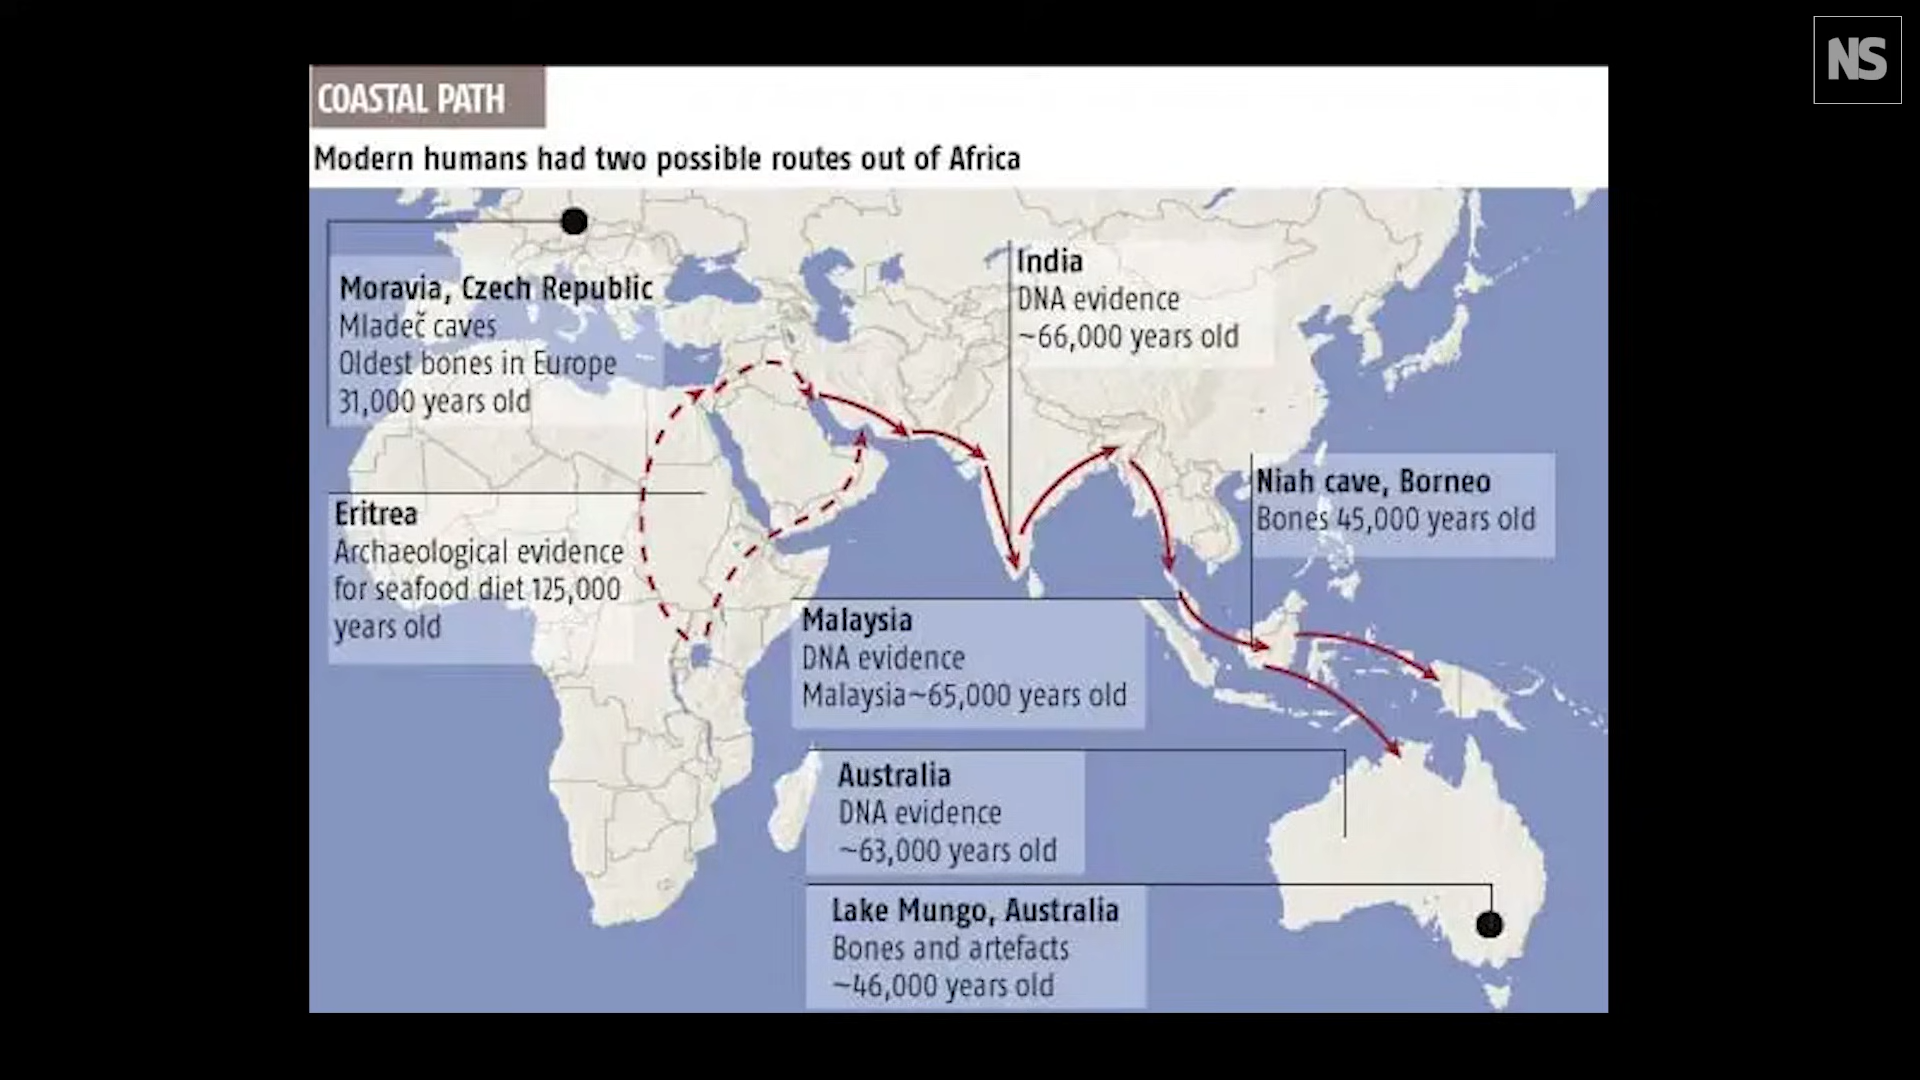 NS
COASTAL PATH
Modern humans had two possible routes out of Africa
Moravia, Czech Republic
Mladeč caves
Oldest bones in Europe
31,000 years old
India
DNA evidence
~66,000 years old
Eritrea
Archaeological evidence
for seafood diet 125,000
years old
Niah cave, Borneo
Bones 45,000 years old
Malaysia
DNA evidence
Malaysia~65,000 years old
Australia
DNA evidence
~63,000 years old
Lake Mungo, Australia
Bones and artefacts
~46,000 years old